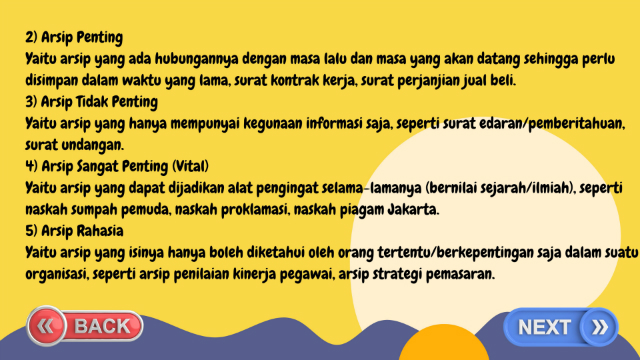 2) Arsip Penting
Yaitu arsip yang ada hubungannya dengan masa lalu dan masa yang akan datang sehingga perlu
disimpan dalam waktu yang lama, surat kontrak kerja, surat perjanjian jual beli.
3) Arsip Tidak Penting
Yaitu arsip yang hanya mempunyai kegunaan informasi saja, seperti surat edaran/pemberitahuan,
surat undangan.
4) Arsip Sangat Penting (Vital)
Yaitu arsip yang dapat dijadikan alat pengingat selama-lamanya (bernilai sejarah/ilmiah), seperti
naskah sumpah pemuda, naskah proklamasi, naskah piagam Jakarta.
5) Arsip Rahasia
Yaitu arsip yang isinya hanya boleh diketahui oleh orang tertentu/berkepentingan saja dalam suatu
organisasi, seperti arsip penilaian kinerja pegawai, arsip strategi pemasaran.
BACK
NEXT